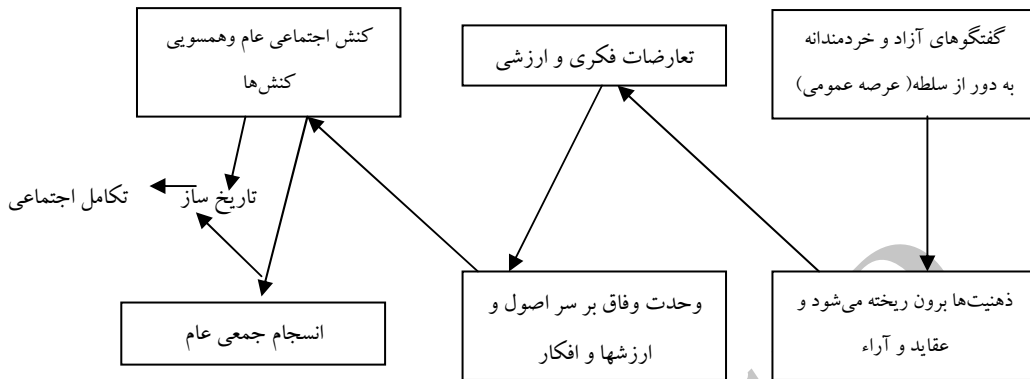 گفتگوهای آزاد و خردمندانه
به دور از سلطه( عرصه عمومی)
تعارضات فکری و ارزشی
کنش اجتماعی عام وهمسویی
کنش‌ها
تاریخ ساز
تکامل اجتماعی
ذهنیت‌ها برون ریخته می‌شود و
عقاید و آراء
وحدت وفاق بر سر اصول و
ارزشها و افکار
انسجام جمعی عام